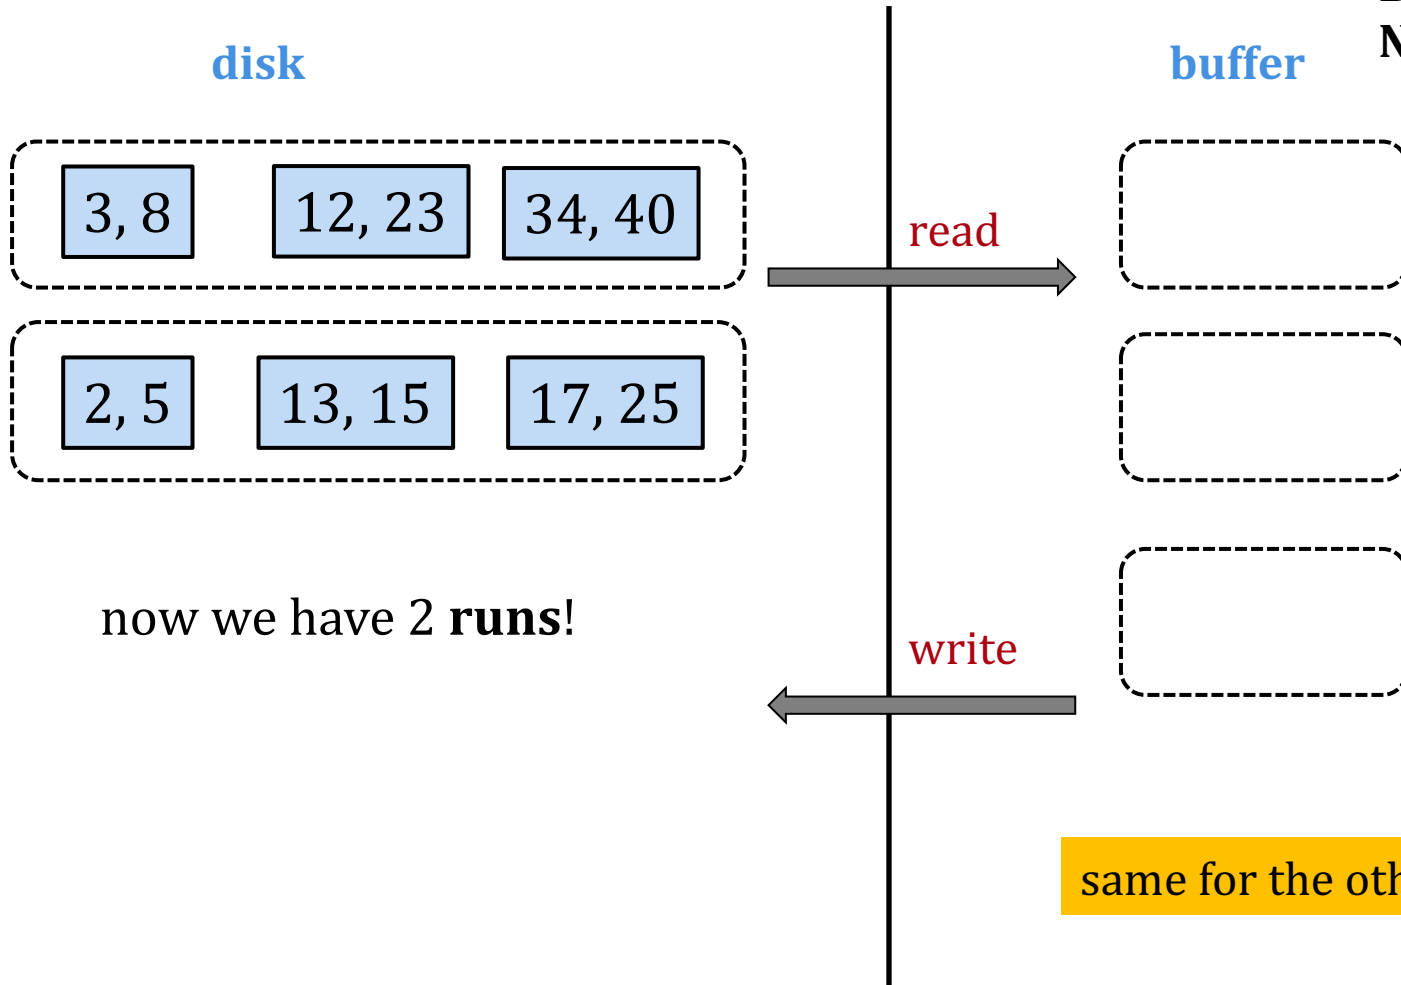 disk
buffer
3, 8
12, 23
34, 40
read
2, 5
13, 15
17, 25
now we have 2 runs!
write
same for the